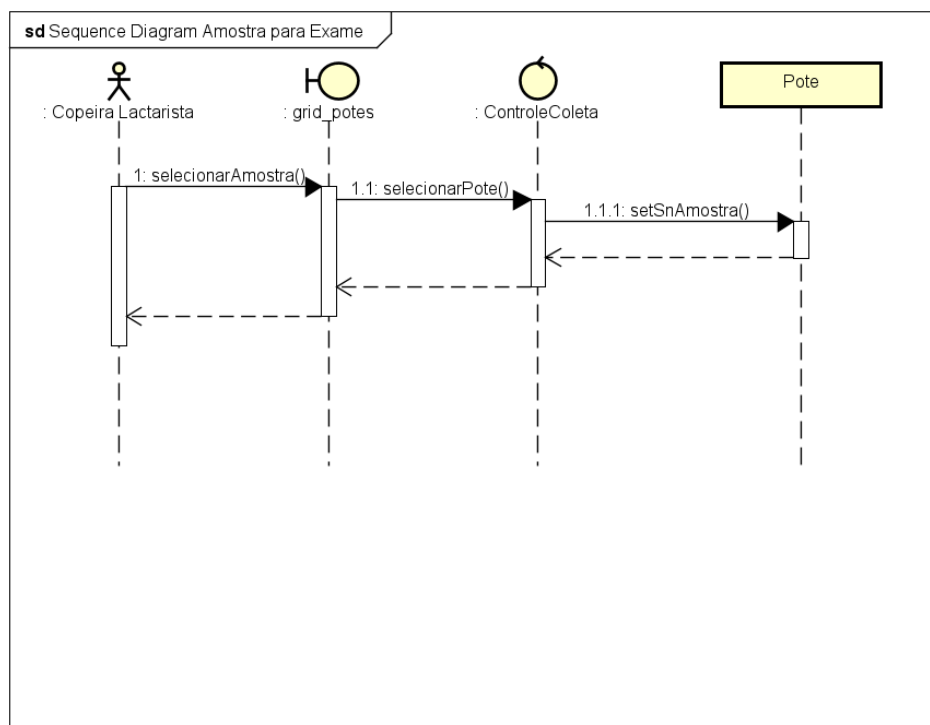 sd Sequence Diagram Amostra para Exame
: Copeira Lactarista
: grid_potes
: ControleColeta
Pote
1: selecionarAmostra()
1.1: selecionarPote()
1.1.1: setSnAmostra()